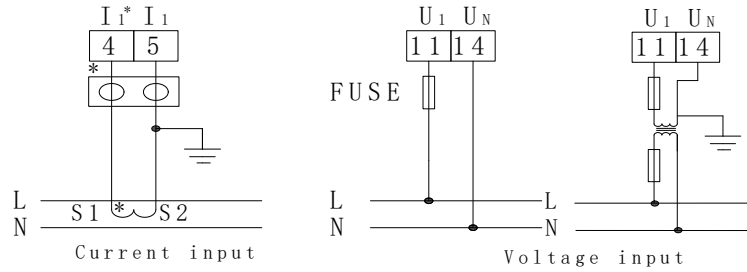 I1* I1
4 5
*
S1 * S2
L
N
Current input
U1 UN
11 14
FUSE
U1 UN
11 14
L
N
Voltage input